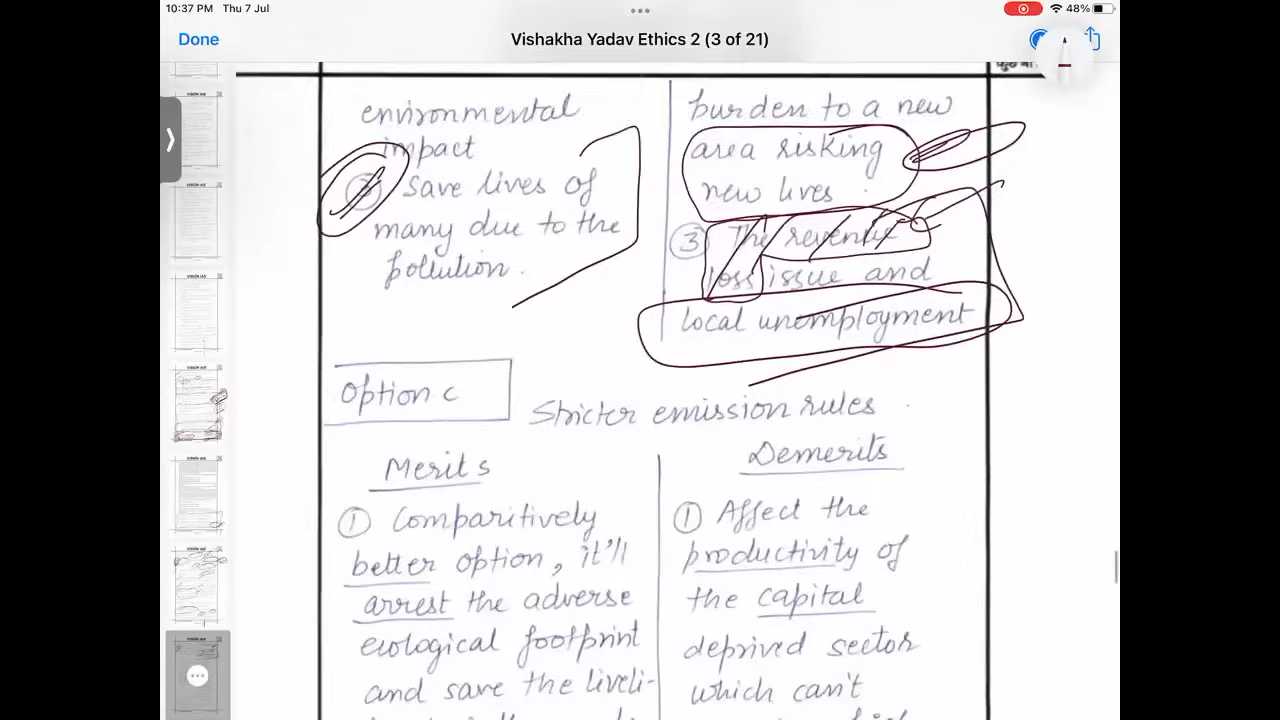 10:37 PM Thu 7 Jul
48%
Done
Vishakha Yadav Ethics 2 (3 of 21)
environmental
impact
② Save lives of
many due to the
pollution.
burden to a new
area risking
new lives.
③ The revenue
loss issue and
local unemployment
Option C
Stricter emission rules.
Merits
① Comparitively
better option, it'll
arrest the adverse
ecological footprint
and save the liveli-
Demerits
① Affect the
productivity of
the capital
deprived sector
which can't